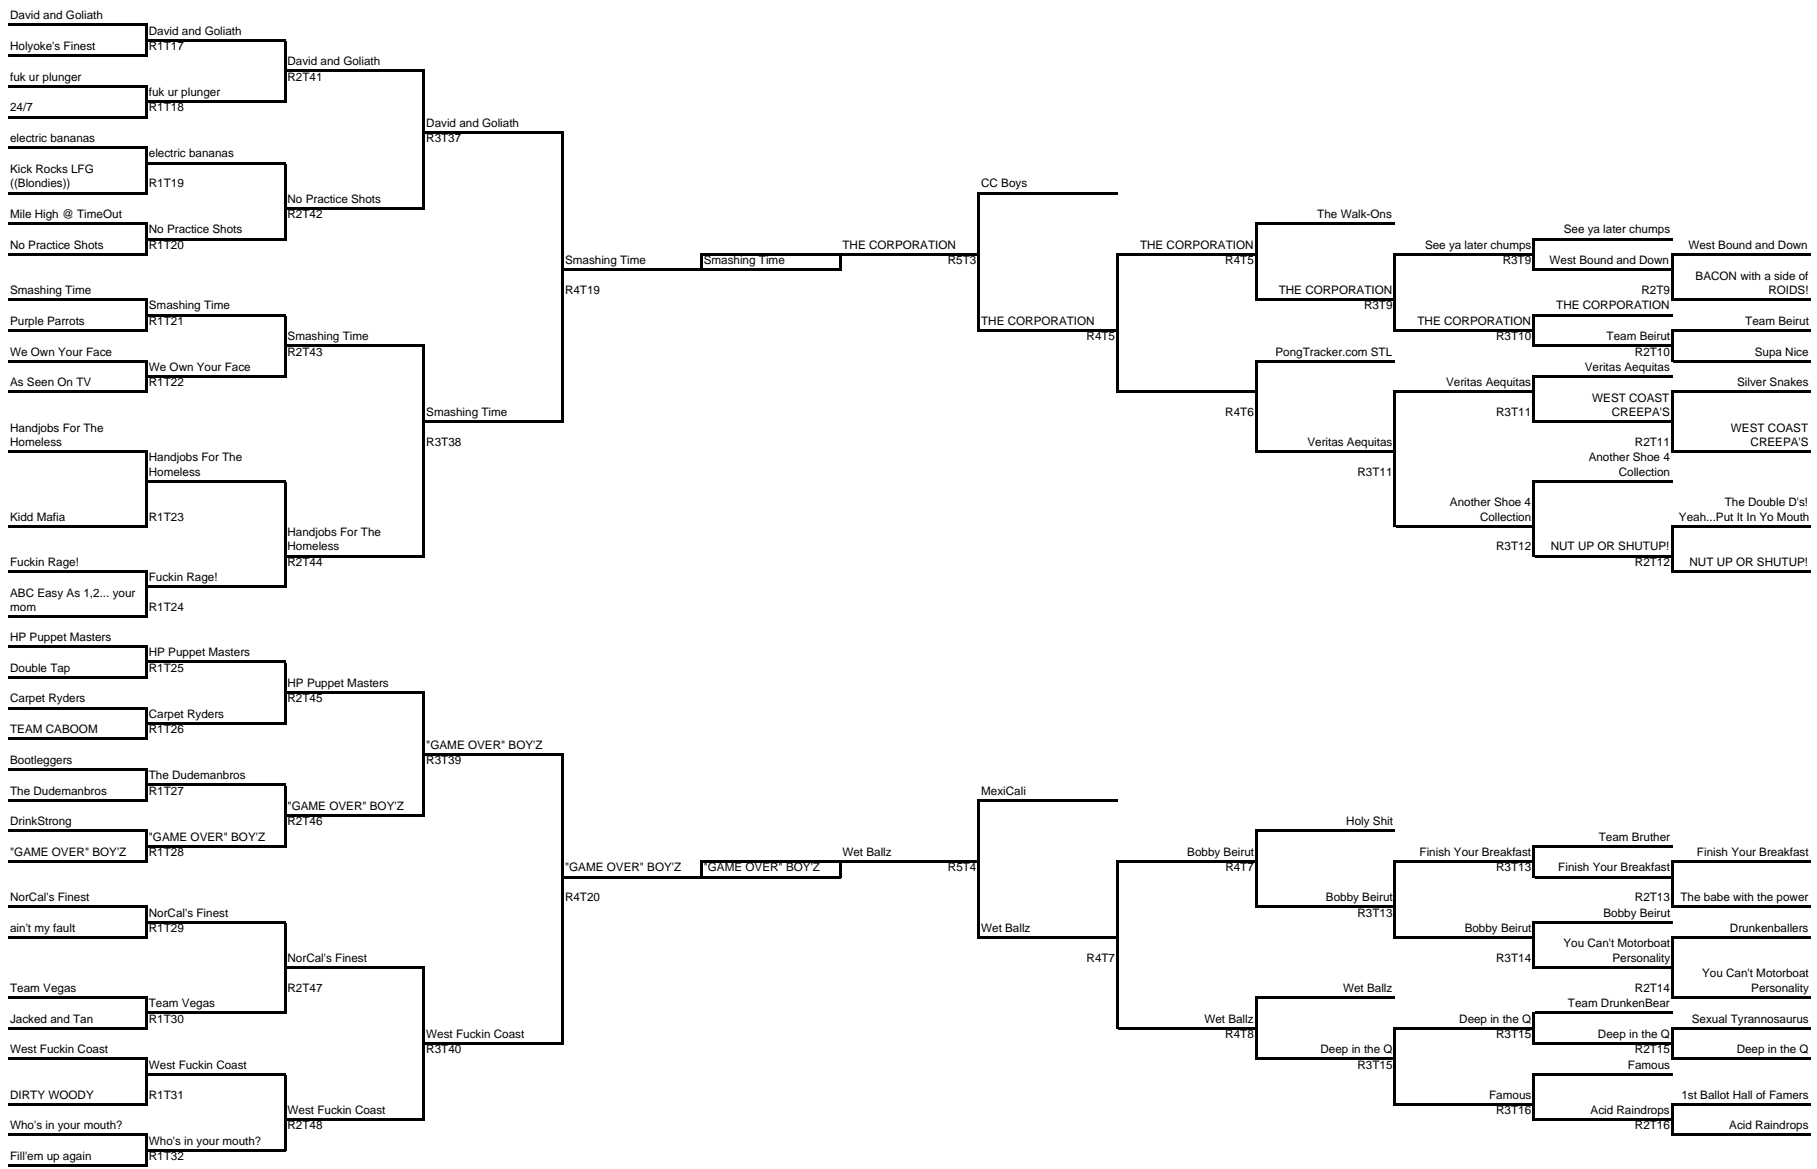 David and Goliath
David and Goliath
Holyoke's Finest
R1T17
David and Goliath
fuk ur plunger
R2T41
fuk ur plunger
24/7
R1T18
David and Goliath
electric bananas
R3T37
electric bananas
Kick Rocks LFG
((Blondies))
R1T19
No Practice Shots
Mile High @ TimeOut
R2T42
No Practice Shots
No Practice Shots
R1T20
Smashing Time
R4T19
Smashing Time
Smashing Time
Smashing Time
Purple Parrots
R1T21
Smashing Time
We Own Your Face
R2T43
We Own Your Face
As Seen On TV
R1T22
Smashing Time
R3T38
Handjobs For The
Homeless
Handjobs For The
Homeless
Kidd Mafia
R1T23
Handjobs For The
Homeless
R2T44
Fuckin Rage!
Fuckin Rage!
ABC Easy As 1,2... your
mom
R1T24
HP Puppet Masters
HP Puppet Masters
Double Tap
R1T25
HP Puppet Masters
Carpet Ryders
R2T45
Carpet Ryders
TEAM CABOOM
R1T26
"GAME OVER" BOY'Z
R3T39
Bootleggers
The Dudemanbros
The Dudemanbros
R1T27
"GAME OVER" BOY'Z
DrinkStrong
R2T46
"GAME OVER" BOY'Z
"GAME OVER" BOY'Z
R1T28
"GAME OVER" BOY'Z
"GAME OVER" BOY'Z
R4T20
NorCal's Finest
NorCal's Finest
ain't my fault
R1T29
NorCal's Finest
Team Vegas
R2T47
Team Vegas
Jacked and Tan
R1T30
West Fuckin Coast
R3T40
West Fuckin Coast
West Fuckin Coast
DIRTY WOODY
R1T31
West Fuckin Coast
Who's in your mouth?
R2T48
Who's in your mouth?
Fill'em up again
R1T32
CC Boys
THE CORPORATION
R5T3
THE CORPORATION
R4T5
The Walk-Ons
THE CORPORATION
R4T5
THE CORPORATION
R3T9
PongTracker.com STL
R4T6
Veritas Aequitas
R3T11
See ya later chumps
See ya later chumps
R3T9
West Bound and Down
West Bound and Down
R2T9
BACON with a side of
ROIDS!
THE CORPORATION
THE CORPORATION
R3T10
Team Beirut
Team Beirut
R2T10
Supa Nice
Veritas Aequitas
Veritas Aequitas
R3T11
Silver Snakes
WEST COAST
CREEPA'S
R2T11
WEST COAST
CREEPA'S
Another Shoe 4
Collection
Another Shoe 4
Collection
R3T12
The Double D's!
Yeah...Put It In Yo Mouth
NUT UP OR SHUTUP!
R2T12
NUT UP OR SHUTUP!
MexiCali
Wet Ballz
R5T4
Wet Ballz
R4T7
Holy Shit
Bobby Beirut
R4T7
Bobby Beirut
R3T13
Wet Ballz
Wet Ballz
R4T8
Deep in the Q
R3T15
Team Bruther
Finish Your Breakfast
R3T13
Finish Your Breakfast
Finish Your Breakfast
R2T13
The babe with the power
Bobby Beirut
Bobby Beirut
R3T14
Drunkenballers
You Can't Motorboat
Personality
R2T14
You Can't Motorboat
Personality
Team DrunkenBear
Deep in the Q
R3T15
Sexual Tyrannosaurus
Deep in the Q
R2T15
Deep in the Q
Famous
Famous
R3T16
1st Ballot Hall of Famers
Acid Raindrops
R2T16
Acid Raindrops